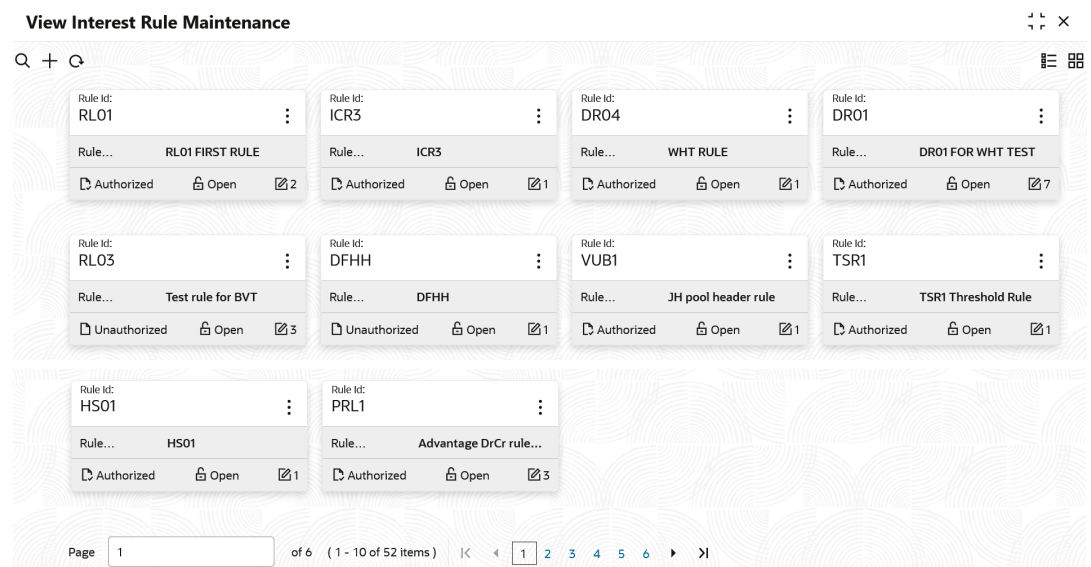 View Interest Rule Maintenance
Rule Id: Rule Id: Rule Id: Rule Id:
RL01 ICR3 DR04 DR01
Rule... RL01 FIRST RULE Rule... ICR3 Rule... WHT RULE Rule... DR01 FOR WHT TEST
Authorized Open 2 Authorized Open 1 Authorized Open 1 Authorized Open 7
Rule Id: Rule Id: Rule Id: Rule Id:
RL03 DFHH VUB1 TSR1
Rule... Test rule for BVT Rule... DFHH Rule... JH pool header rule Rule... TSR1 Threshold Rule
Unauthorized Open 3 Unauthorized Open 1 Authorized Open 1 Authorized Open 1
Rule Id: Rule Id:
HS01 PRL1
Rule... HS01 Rule... Advantage DrCr rule...
Authorized Open 1 Authorized Open 3
Page 1 of 6 ( 1 - 10 of 52 items ) 1 2 3 4 5 6